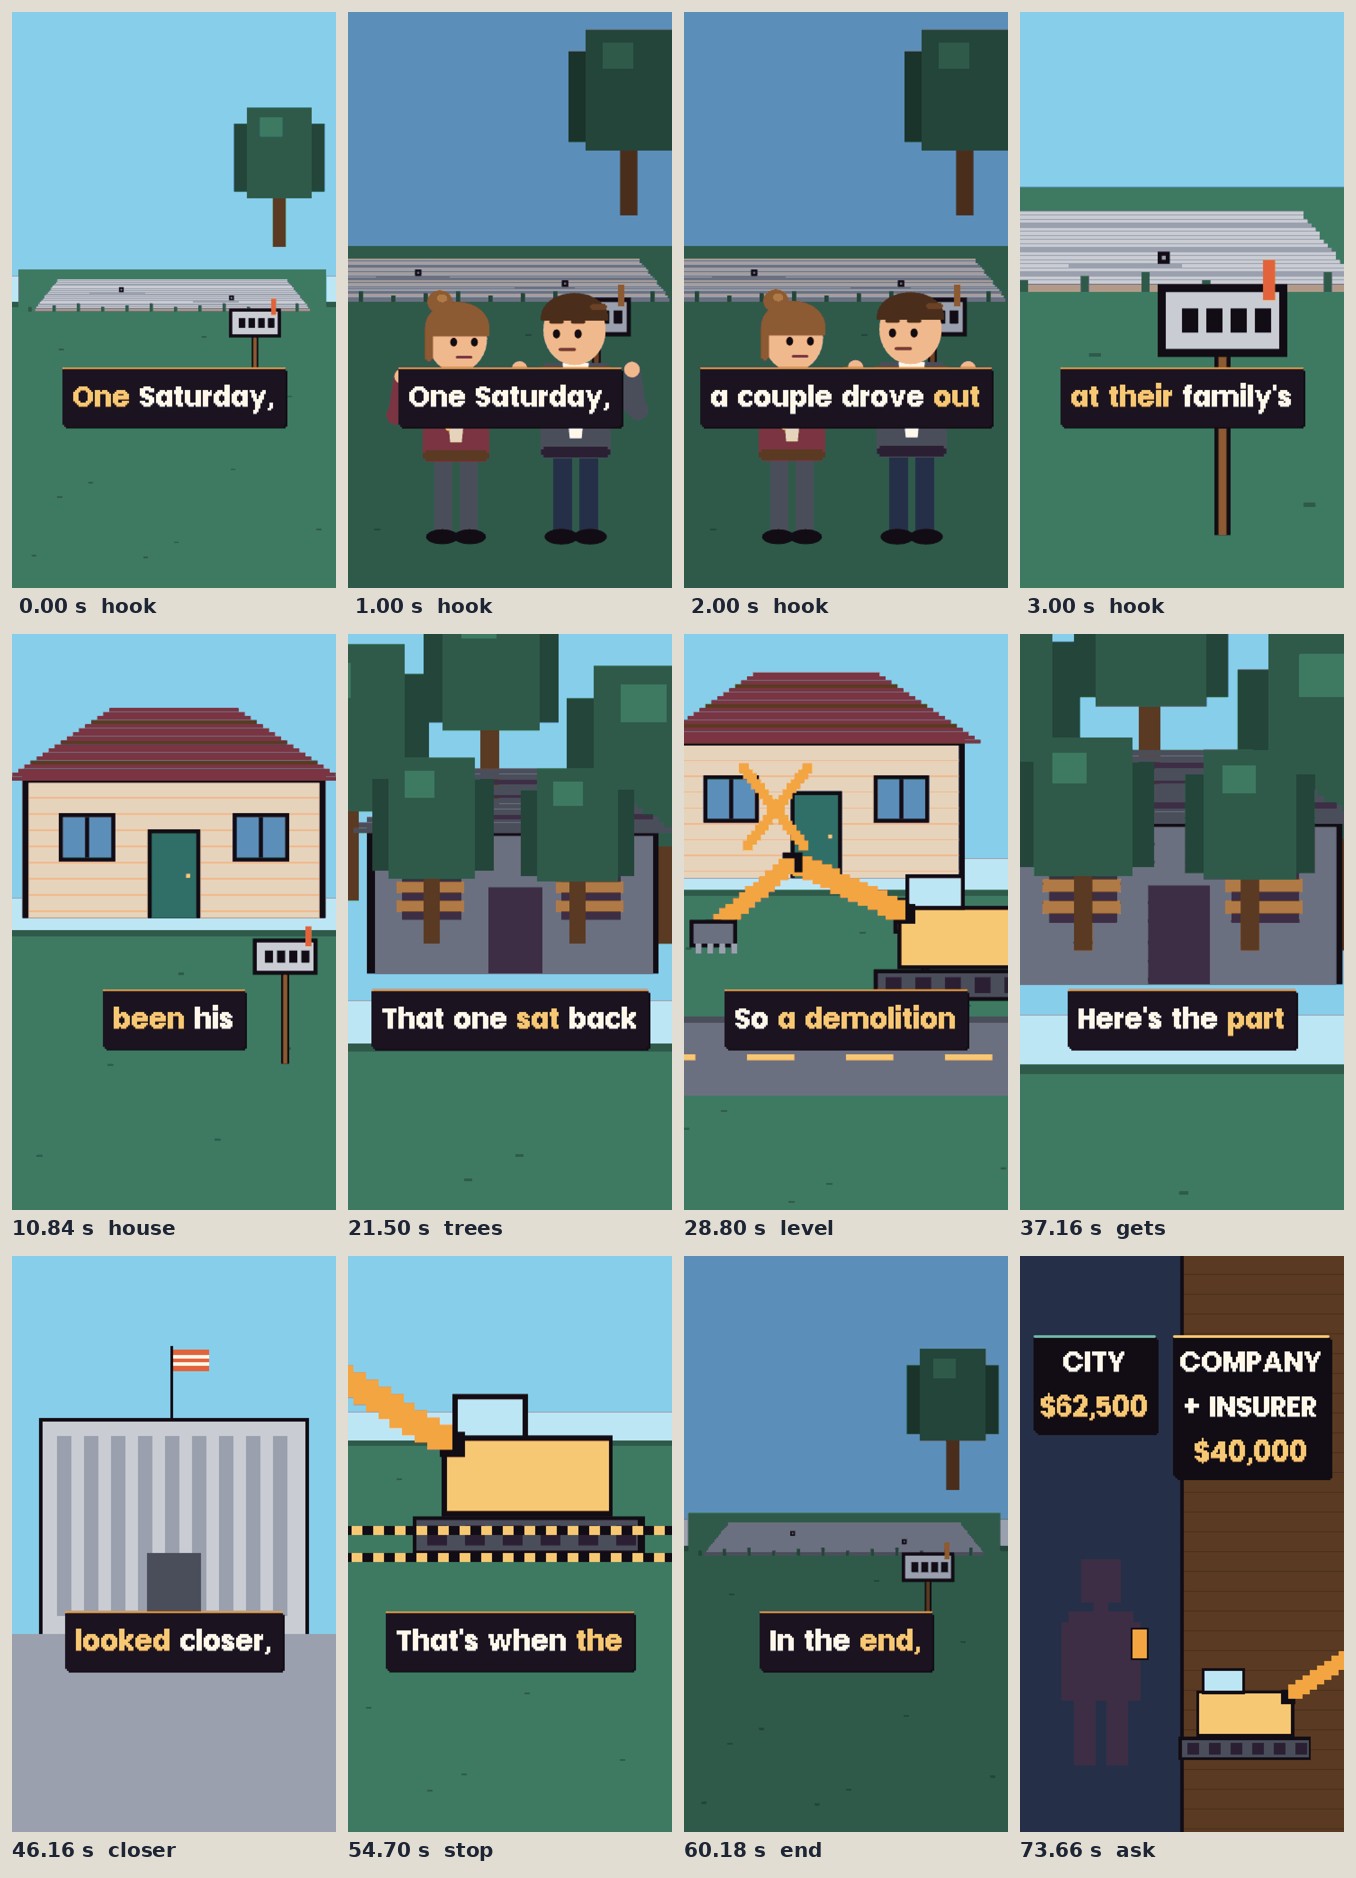 One Saturday,
One Saturday,
a couple drove out
at their family's
0.00 s hook
1.00 s hook
2.00 s hook
3.00 s hook
been his
That one sat back
So a demolition
Here's the part
10.84 s house
21.50 s trees
28.80 s level
37.16 s gets
CITY
$62,500
COMPANY
+ INSURER
$40,000
looked closer,
That's when the
In the end,
46.16 s closer
54.70 s stop
60.18 s end
73.66 s ask